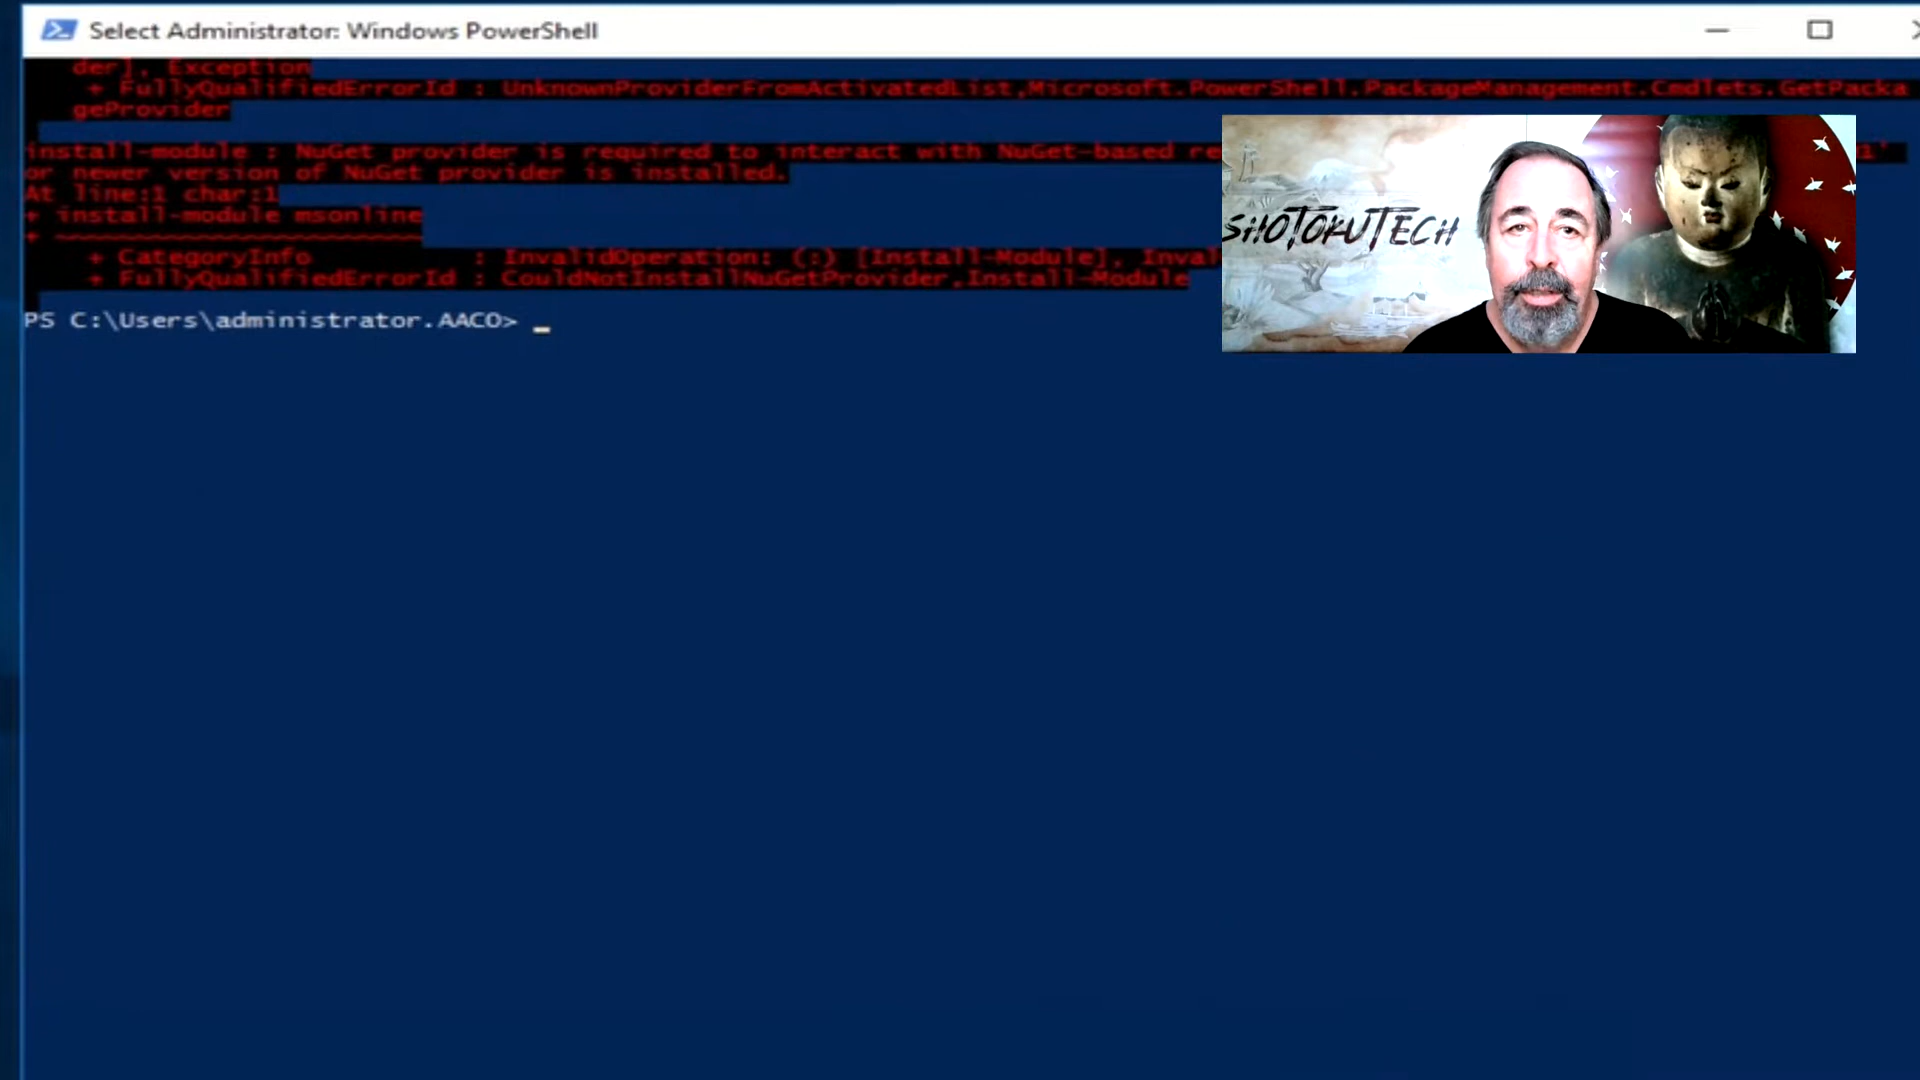 Select Administrator: Windows PowerShell
der], Exception
+ FullyQualifiedErrorId : UnknownProviderFromActivatedList,Microsoft.PowerShell.PackageManagement.Cmdlets.GetPacka
geProvider
install-module : NuGet provider is required to interact with NuGet-based re
or newer version of NuGet provider is installed.
At line:1 char:1
+ install-module msonline
+ ~~~~~~~~~~~~~~~~~~~~~~~
+ CategoryInfo : InvalidOperation: (:) [Install-Module], Inval
+ FullyQualifiedErrorId : CouldNotInstallNuGetProvider,Install-Module
PS C:\Users\administrator.AACO> _
SHOTOKUTECH